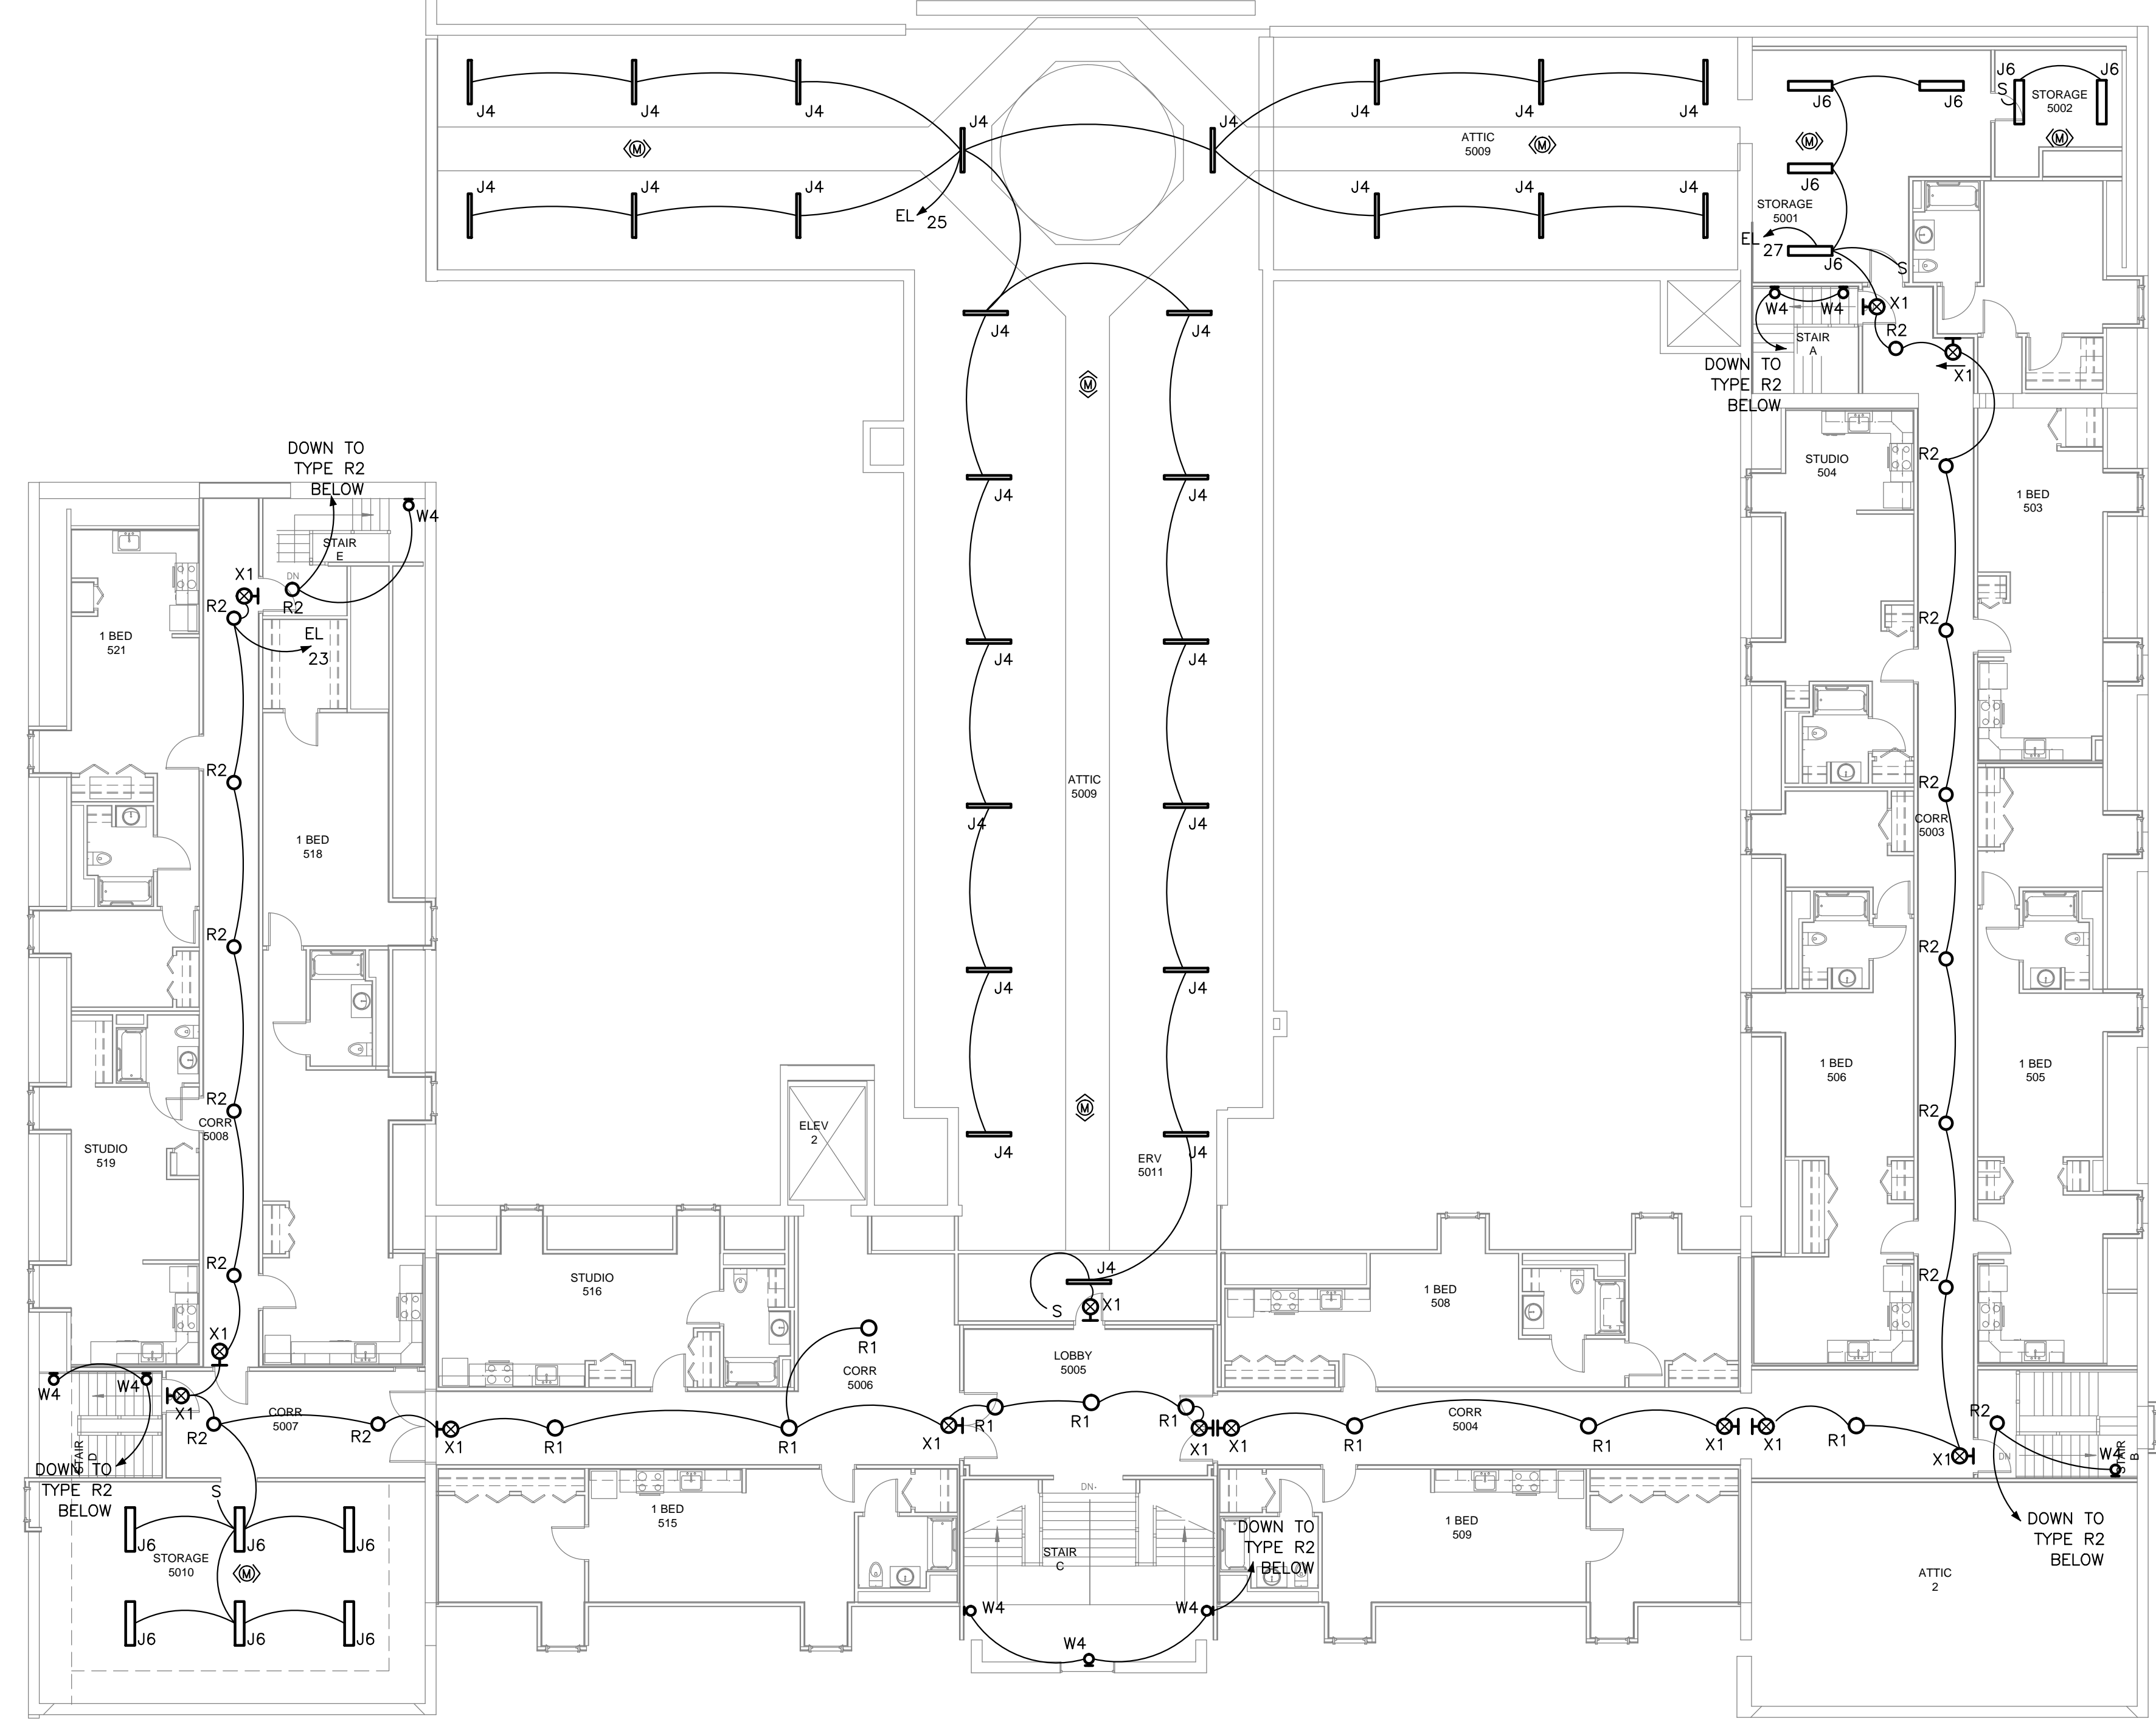 J4 J4 J4 J4 J4 J4 J4 J4
M
ATTIC
5009
M
J4 J4 J4 J4 J4 J4
EL 25
J6 J6
J6 J6
S
STORAGE
5002
M
M
J6
STORAGE
5001
EL
27
J6
S
W4 W4
X1
R2
STAIR
A
X1
DOWN TO
TYPE R2
BELOW
J4 J4
M
J4 J4
J4 J4
J4 J4
ATTIC
5009
J4 J4
M
J4 J4
ERV
5011
J4
S
X1
DOWN TO
TYPE R2
BELOW
W4
STAIR
E
DN
R2
X1
R2
EL
23
1 BED
521
R2
1 BED
518
R2
R2
CORR
5008
STUDIO
519
R2
X1
W4 W4
X1
STAIR
D
DOWN TO
TYPE R2
BELOW
R2
CORR
5007
R2
S
J6 J6 J6
STORAGE
5010
M
J6 J6 J6
ELEV
2
STUDIO
516
R1
CORR
5006
X1
R1
R1
X1
R1
LOBBY
5005
R1
R1
X1
X1
1 BED
508
R1
CORR
5004
R1
X1
X1
R1
X1
1 BED
515
DN
STAIR
C
DOWN TO
TYPE R2
BELOW
W4 W4
W4
1 BED
509
STUDIO
504
R2
1 BED
503
R2
R2
CORR
5003
R2
1 BED
506
R2
1 BED
505
R2
R2
DN
W4
STAIR
B
DOWN TO
TYPE R2
BELOW
ATTIC
2